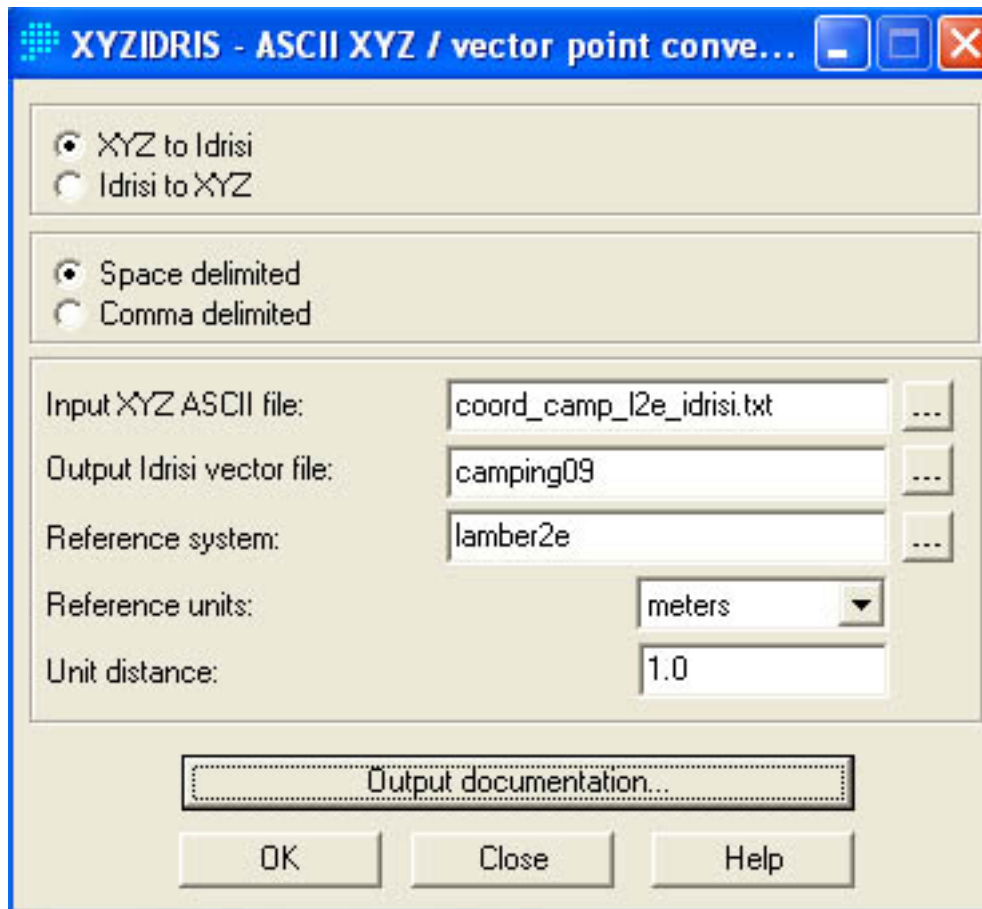 XYZIDRIS - ASCII XYZ / vector point conve...
XYZ to Idrisi
Idrisi to XYZ
Space delimited
Comma delimited
Input XYZ ASCII file: coord_camp_l2e_idrisi.txt ...
Output Idrisi vector file: camping09 ...
Reference system: lamber2e ...
Reference units: meters
Unit distance: 1.0
Output documentation...
OK Close Help